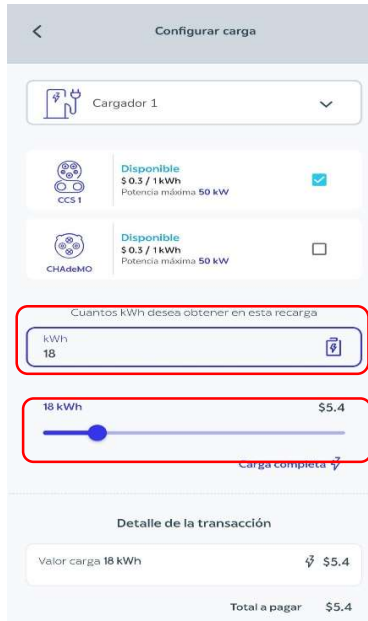 Configurar carga
Cargador 1
Disponible
$ 0.3 / 1 kWh
Potencia máxima 50 kW
CCS 1
Disponible
$ 0.3 / 1 kWh
Potencia máxima 50 kW
CHAdeMO
Cuantos kWh desea obtener en esta recarga
kWh
18
18 kWh $5.4
Carga completa
Detalle de la transacción
Valor carga 18 kWh $5.4
Total a pagar $5.4